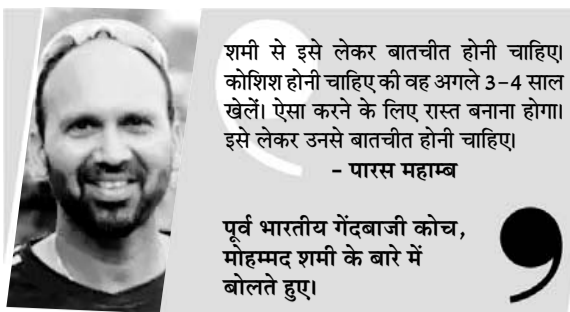 शमी से इसे लेकर बातचीत होनी चाहिए।
कोशिश होनी चाहिए की वह अगले 3-4 साल
खेलें। ऐसा करने के लिए रास्त बनाना होगा।
इसे लेकर उनसे बातचीत होनी चाहिए।
- पारस महाम्ब
पूर्व भारतीय गेंदबाजी कोच,
मोहम्मद शमी के बारे में
बोलते हुए।